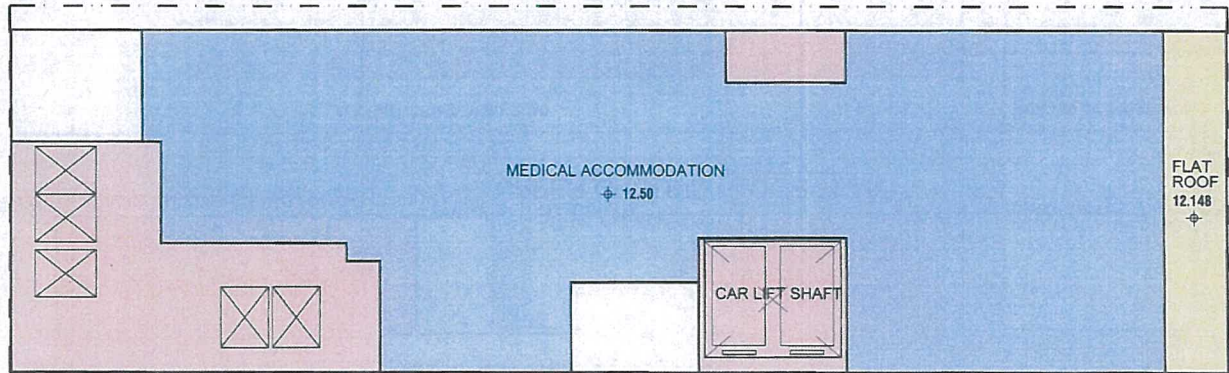 MEDICAL ACCOMMODATION
12.50
FLAT
ROOF
12.148
CAR LIFT SHAFT